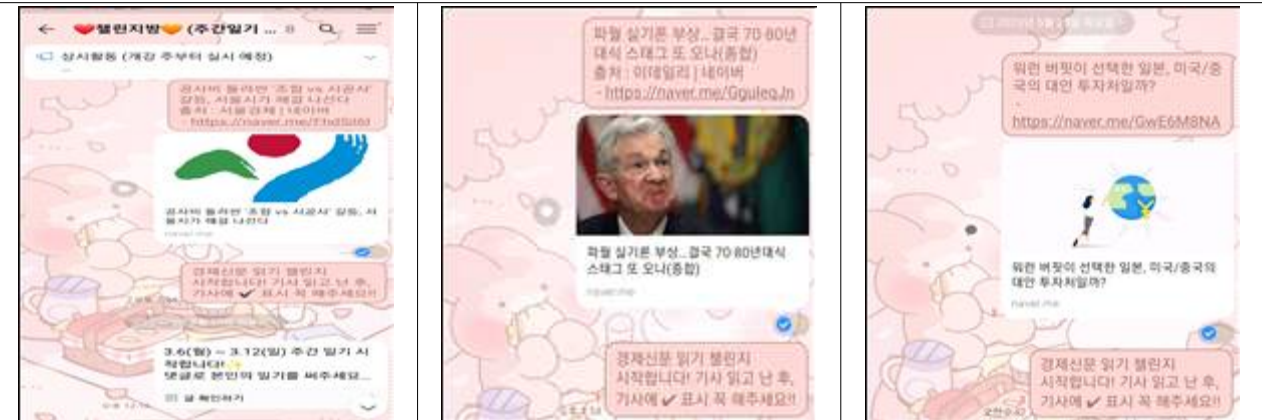 ❤️챌린지방🧡 (주간일기 ... 8
상시활동 (개강 주부터 실시 예정)
공사비 둘러싼 '조합 vs 시공사'
갈등, 서울시가 해결 나선다
출처 : 서울경제 | 네이버
공사비 둘러싼 '조합 vs 시공사' 갈등, 서
울시가 해결 나선다
naver.me
경제신문 읽기 챌린지
시작합니다! 기사 읽고 난 후,
기사에 ✔ 표시 꼭 해주세요!!
3.6(월) ~ 3.12(일) 주간 일기 시
작합니다!✨
댓글로 본인의 일기를 써주세요...
글 확인하기
파월 실기론 부상...결국 70·80년
대식 스태그 또 오나(종합)
출처 : 이데일리 | 네이버
- https://naver.me/GguleqJn
파월 실기론 부상...결국 70·80년대식
스태그 또 오나(종합)
naver.me
경제신문 읽기 챌린지
시작합니다! 기사 읽고 난 후,
기사에 ✔ 표시 꼭 해주세요!!
워런 버핏이 선택한 일본, 미국/중
국의 대안 투자처일까?
-
https://naver.me/GwE6M8NA
워런 버핏이 선택한 일본, 미국/중국의
대안 투자처일까?
naver.me
경제신문 읽기 챌린지
시작합니다! 기사 읽고 난 후,
기사에 ✔ 표시 꼭 해주세요!!